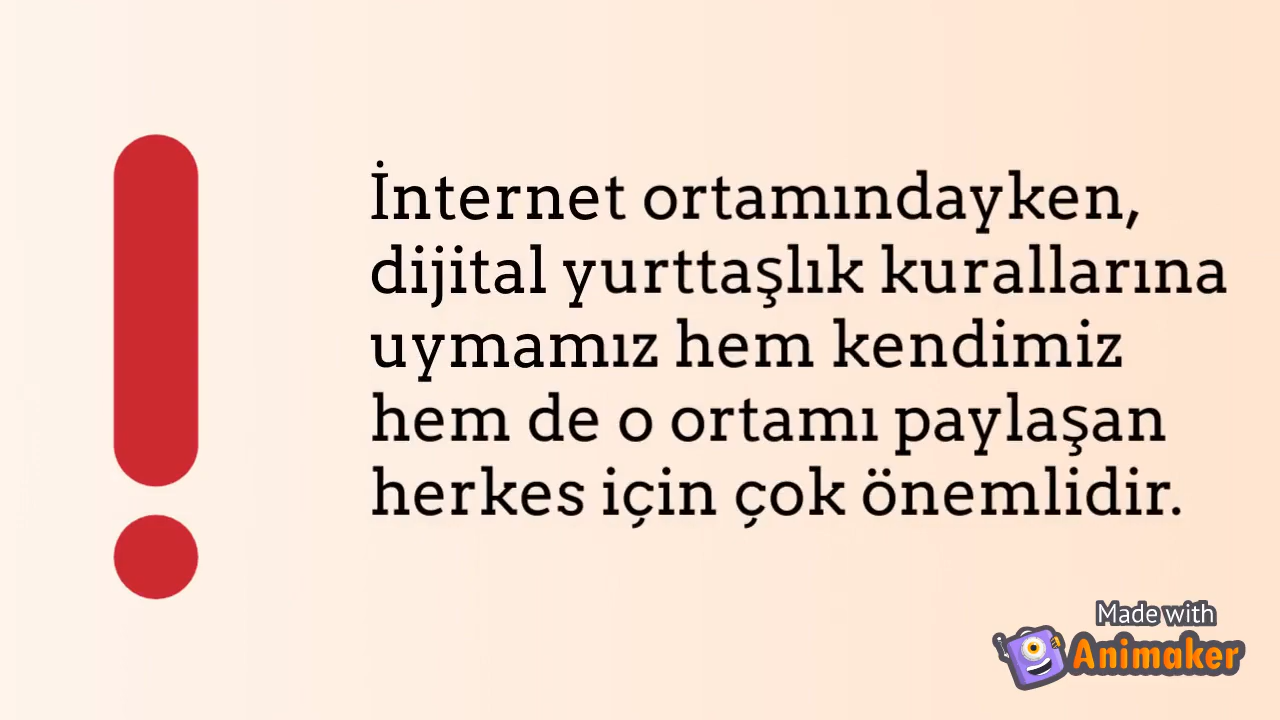 İnternet ortamındayken,
dijital yurttaşlık kurallarına
uymamız hem kendimiz
hem de o ortamı paylaşan
herkes için çok önemlidir.
Made with
Animaker